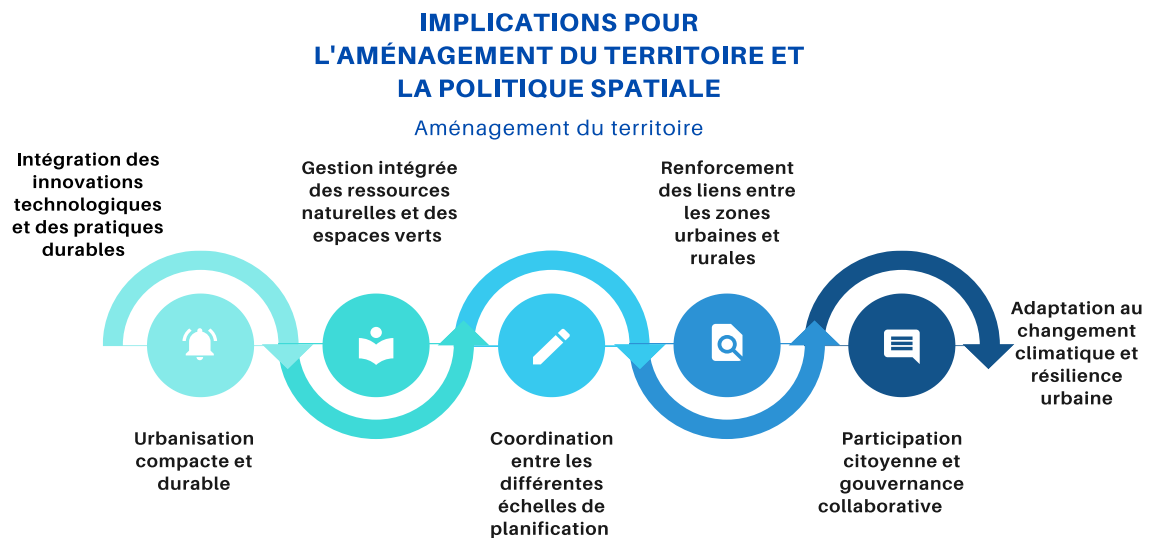 IMPLICATIONS POUR
L'AMÉNAGEMENT DU TERRITOIRE ET
LA POLITIQUE SPATIALE
Aménagement du territoire
Intégration des
innovations
technologiques
et des pratiques
durables
Urbanisation
compacte et
durable
Gestion intégrée
des ressources
naturelles et des
espaces verts
Coordination
entre les
différentes
échelles de
planification
Renforcement
des liens entre
les zones
urbaines et
rurales
Participation
citoyenne et
gouvernance
collaborative
Adaptation au
changement
climatique et
résilience
urbaine